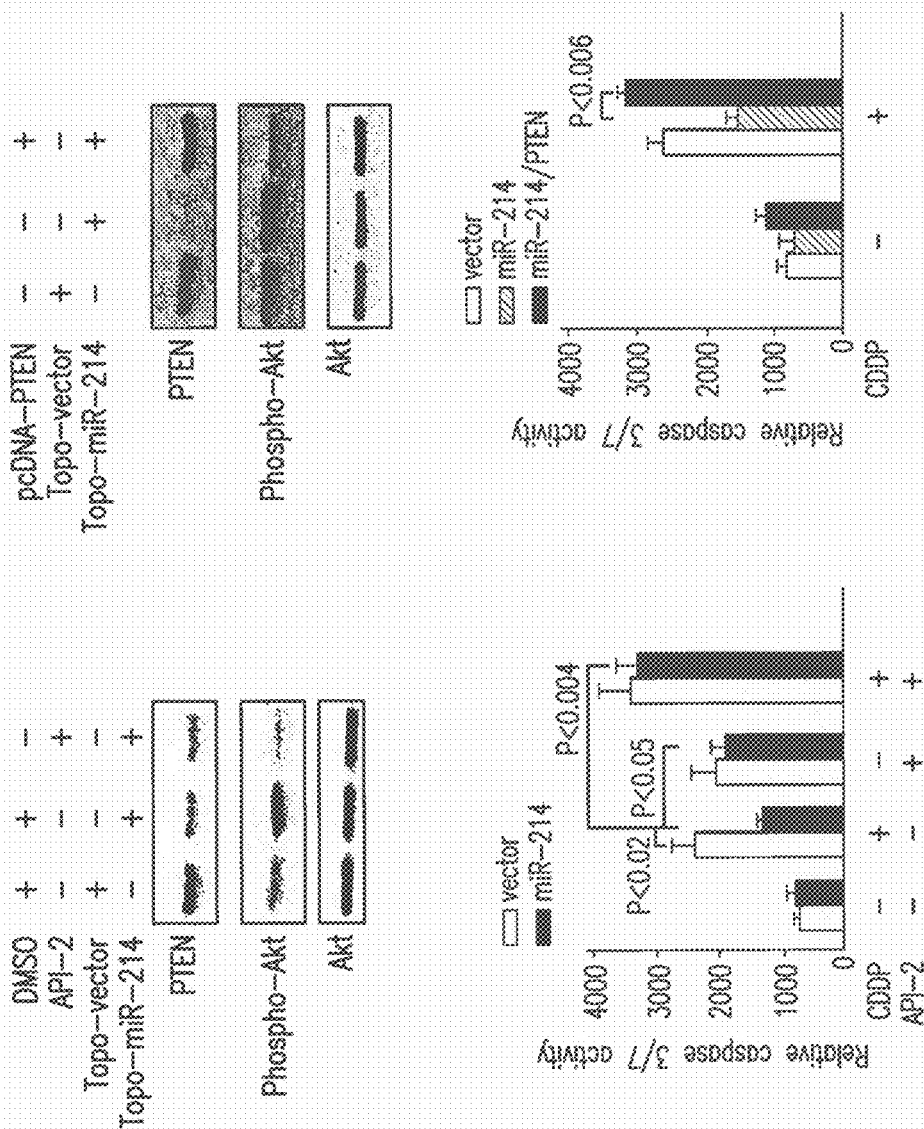 DMSO + + −
API−2 − − +
Topo−vector + − −
Topo−miR−214 − + +
PTEN
Phospho−Akt
Akt
pcDNA−PTEN − − +
Topo−vector + − −
Topo−miR−214 − + +
PTEN
Phospho−Akt
Akt
vector
miR−214
P<0.004
P<0.02
P<0.05
Relative caspase 3/7 activity
4000
3000
2000
1000
0
CDDP − + − +
API−2 − − + +
vector
miR−214
miR−214/PTEN
P<0.006
Relative caspase 3/7 activity
4000
3000
2000
1000
0
CDDP − +